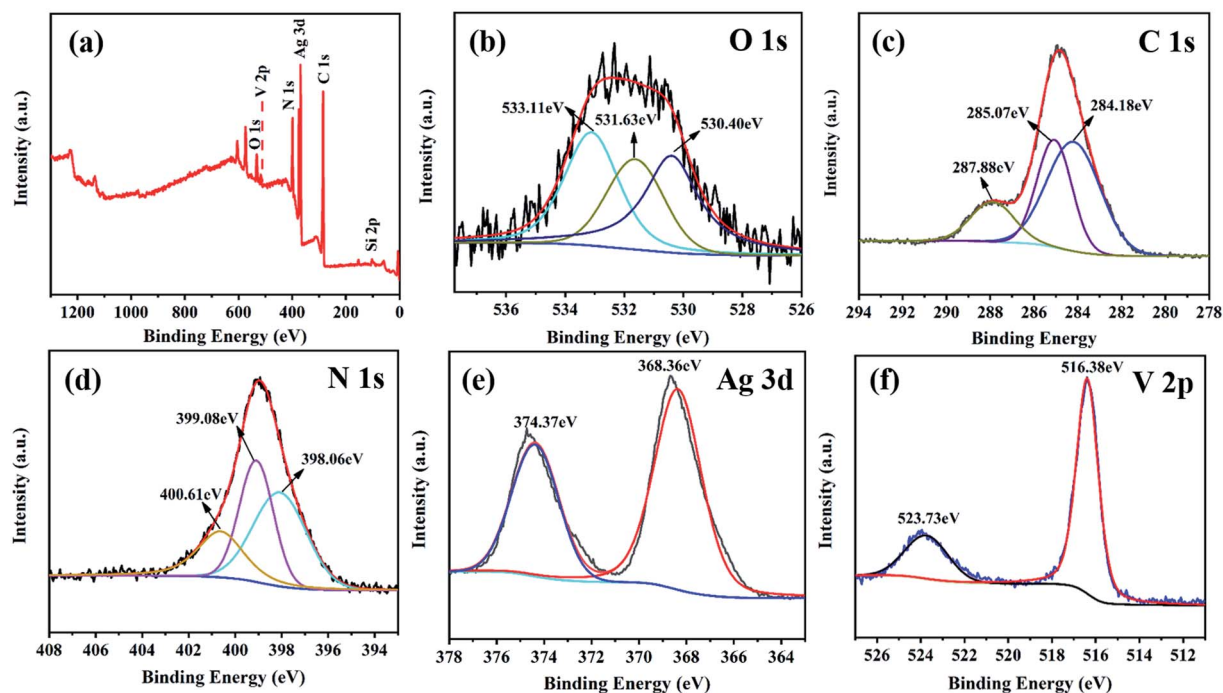 (a)
O 1s
V 2p
N 1s
Ag 3d
C 1s
Si 2p
Intensity (a.u.)
1200 1000 800 600 400 200 0
Binding Energy (eV)
(b)
O 1s
533.11eV
531.63eV
530.40eV
Intensity (a.u.)
536 534 532 530 528 526
Binding Energy (eV)
(c)
C 1s
285.07eV
284.18eV
287.88eV
Intensity (a.u.)
294 292 290 288 286 284 282 280 278
Binding Energy
(d)
N 1s
399.08eV
398.06eV
400.61eV
Intensity (a.u.)
408 406 404 402 400 398 396 394
Binding Energy (eV)
(e)
Ag 3d
368.36eV
374.37eV
Intensity (a.u.)
378 376 374 372 370 368 366 364
Binding Energy (eV)
(f)
516.38eV
V 2p
523.73eV
Intensity (a.u.)
526 524 522 520 518 516 514 512
Binding Energy (eV)